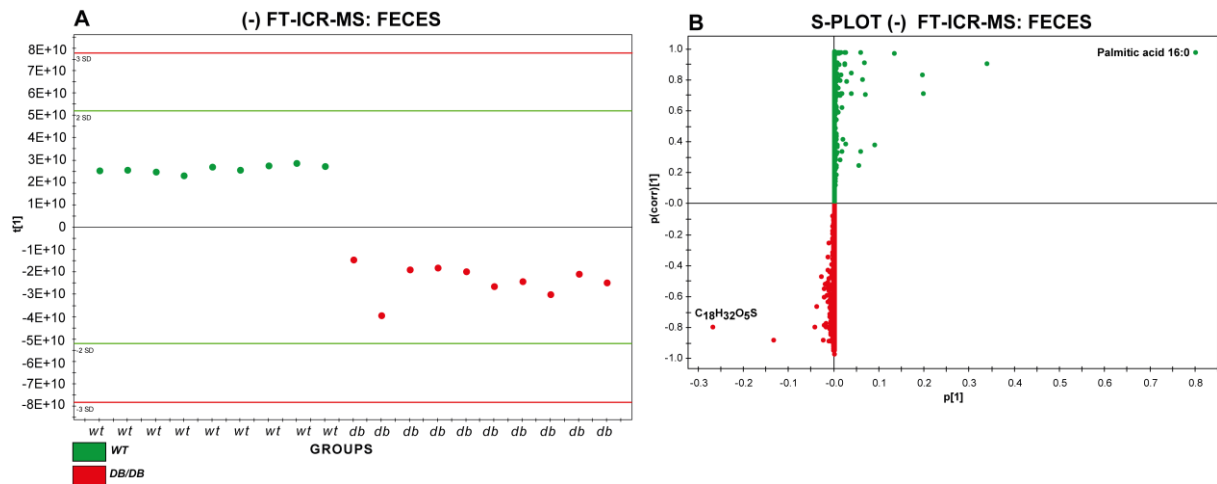 A
(-) FT-ICR-MS: FECES
8E+10
3 SD
7E+10
6E+10
5E+10
2 SD
4E+10
3E+10
2E+10
1E+10
0
t[1]
-1E+10
-2E+10
-3E+10
-4E+10
-5E+10
-2 SD
-6E+10
-7E+10
-8E+10
-3 SD
wt wt wt wt wt wt wt wt wt db db db db db db db db db db
GROUPS
WT
DB/DB
B
S-PLOT (-) FT-ICR-MS: FECES
1.0
Palmitic acid 16:0
0.8
0.6
0.4
0.2
-0.0
p(corr)[1]
-0.2
-0.4
-0.6
C18H32O5S
-0.8
-1.0
-0.3 -0.2 -0.1 -0.0 0.1 0.2 0.3 0.4 0.5 0.6 0.7 0.8
p[1]